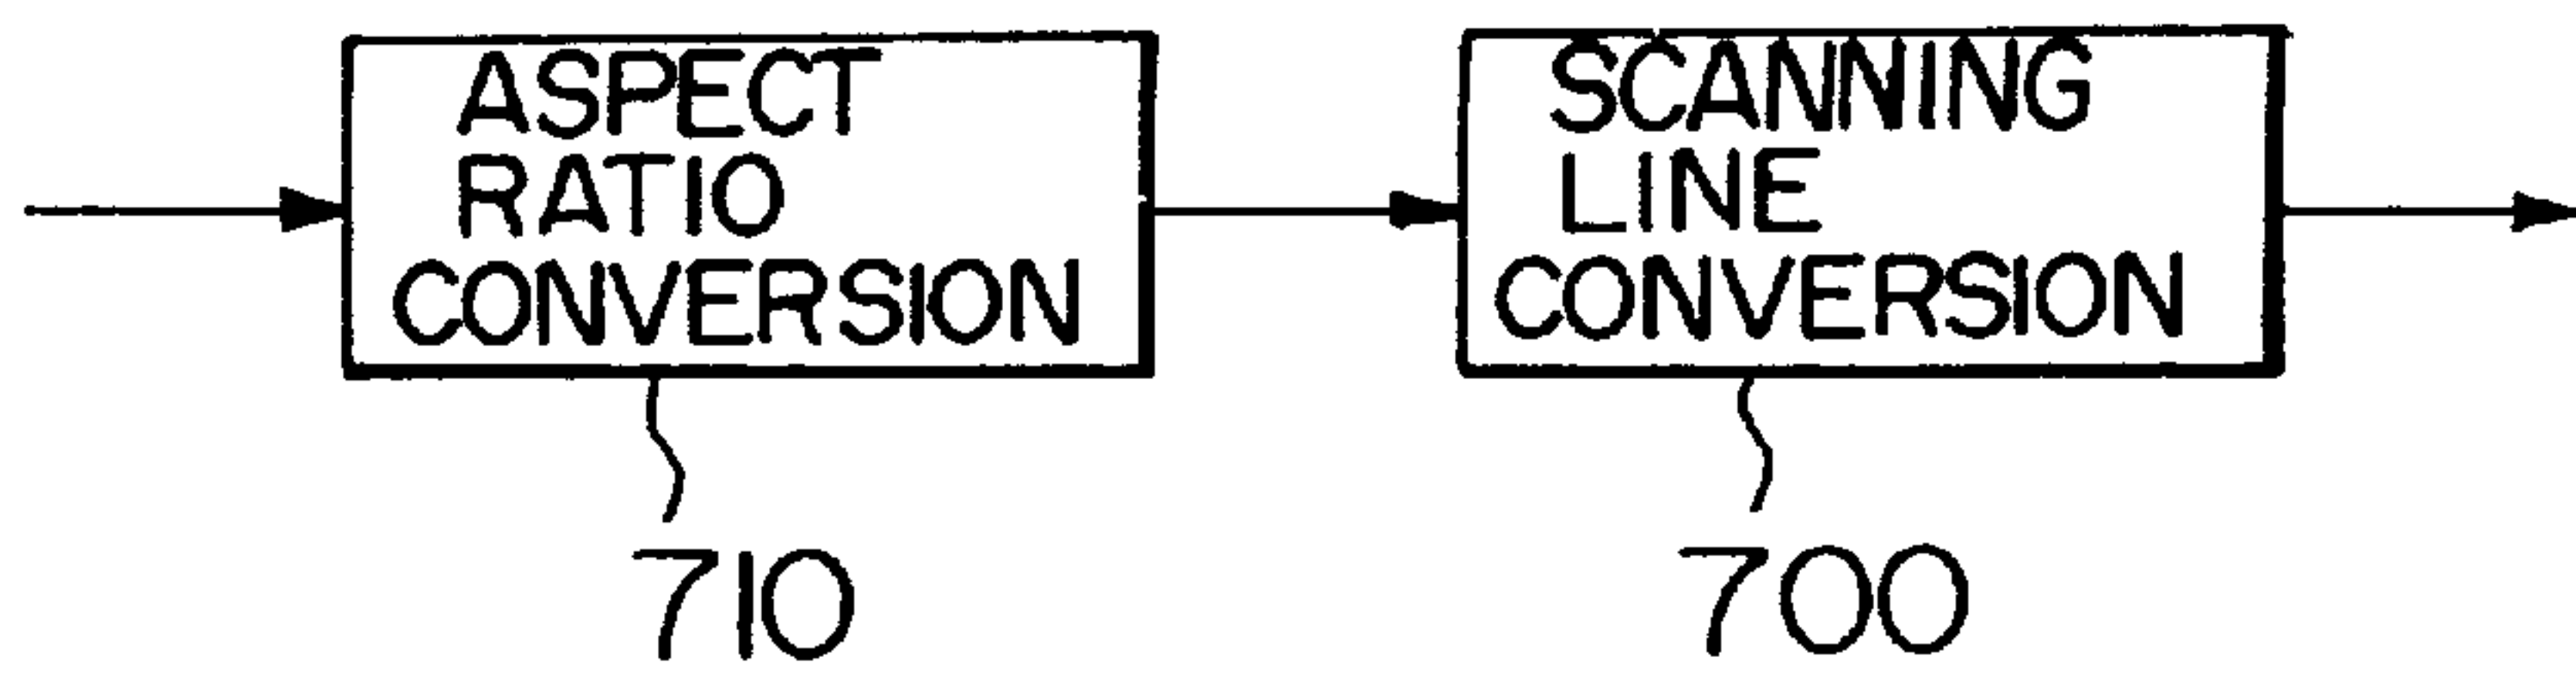 ASPECT
RATIO
CONVERSION
SCANNING
LINE
CONVERSION
710
700